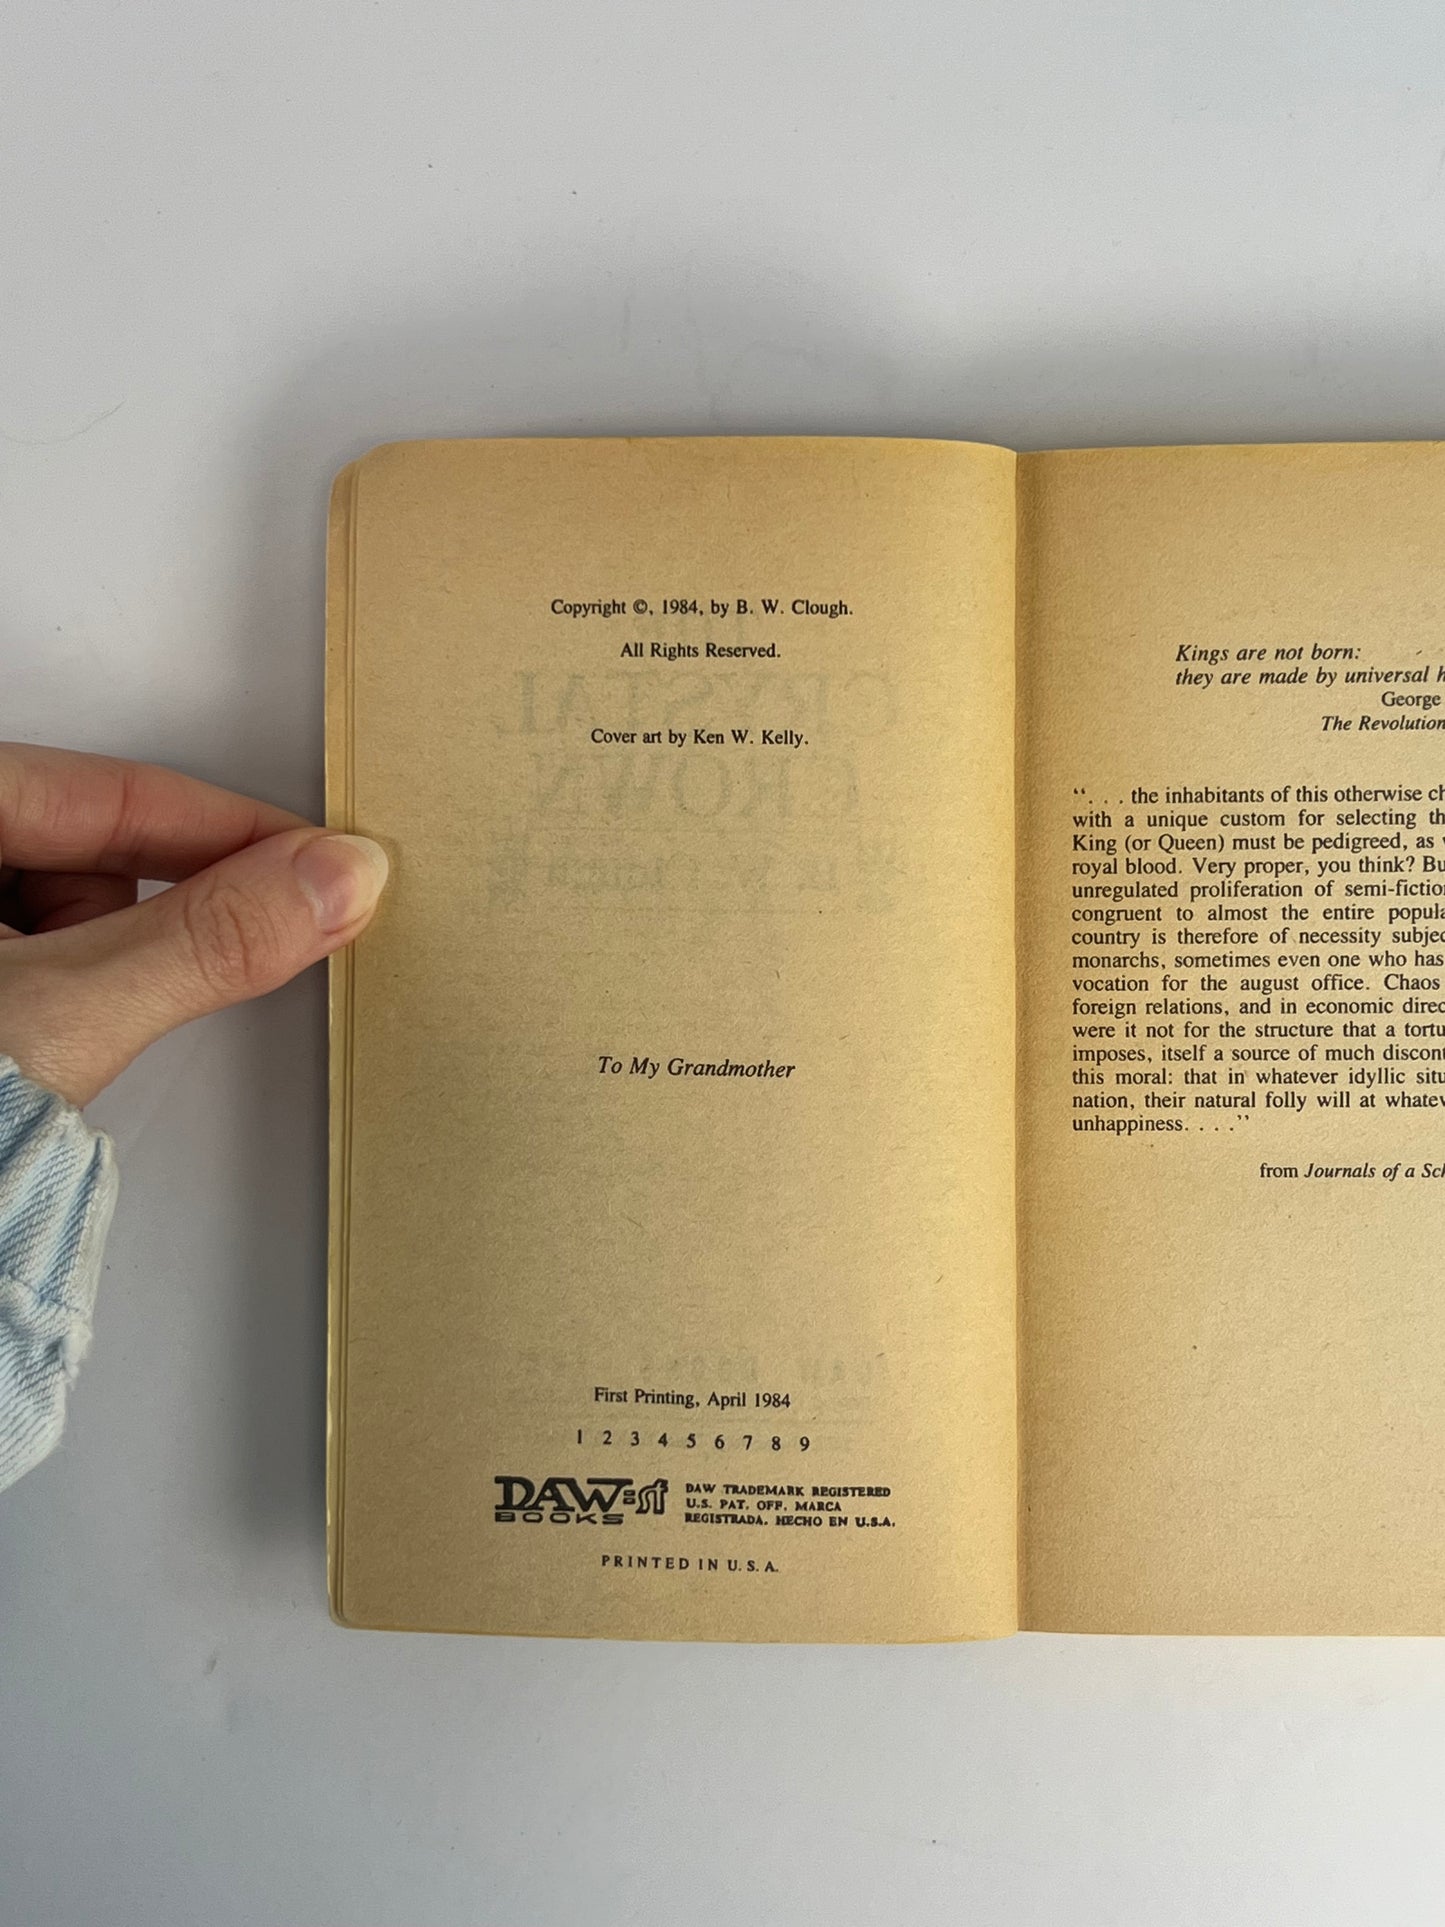 Copyright ©, 1984, by B. W. Clough.
All Rights Reserved.
Cover art by Ken W. Kelly.
To My Grandmother
First Printing, April 1984
1 2 3 4 5 6 7 8 9
DAW sf
BOOKS
DAW TRADEMARK REGISTERED
U.S. PAT. OFF. MARCA
REGISTRADA. HECHO EN U.S.A.
PRINTED IN U. S. A.
Kings are not born:
they are made by universal
George
The Revolution
“. . . the inhabitants of this otherwise
with a unique custom for selecting
King (or Queen) must be pedigreed, as
royal blood. Very proper, you think?
unregulated proliferation of
congruent to almost the entire
country is therefore of necessity
monarchs, sometimes even one who has
vocation for the august office. Chaos
foreign relations, and in economic
were it not for the structure that a
imposes, itself a source of much
this moral: that in whatever idyllic
nation, their natural folly will at
unhappiness. . . .”
from Journals of a